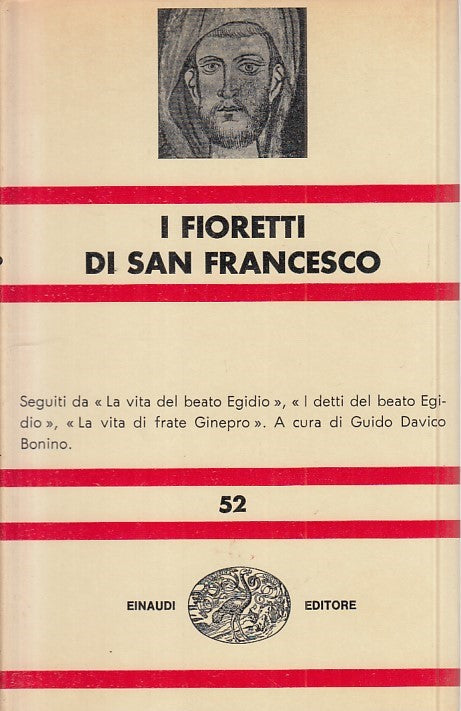 I FIORETTI
DI SAN FRANCESCO
Seguiti da « La vita del beato Egidio », « I detti del beato Egi-
dio », « La vita di frate Ginepro ». A cura di Guido Davico
Bonino.
52
EINAUDI EDITORE